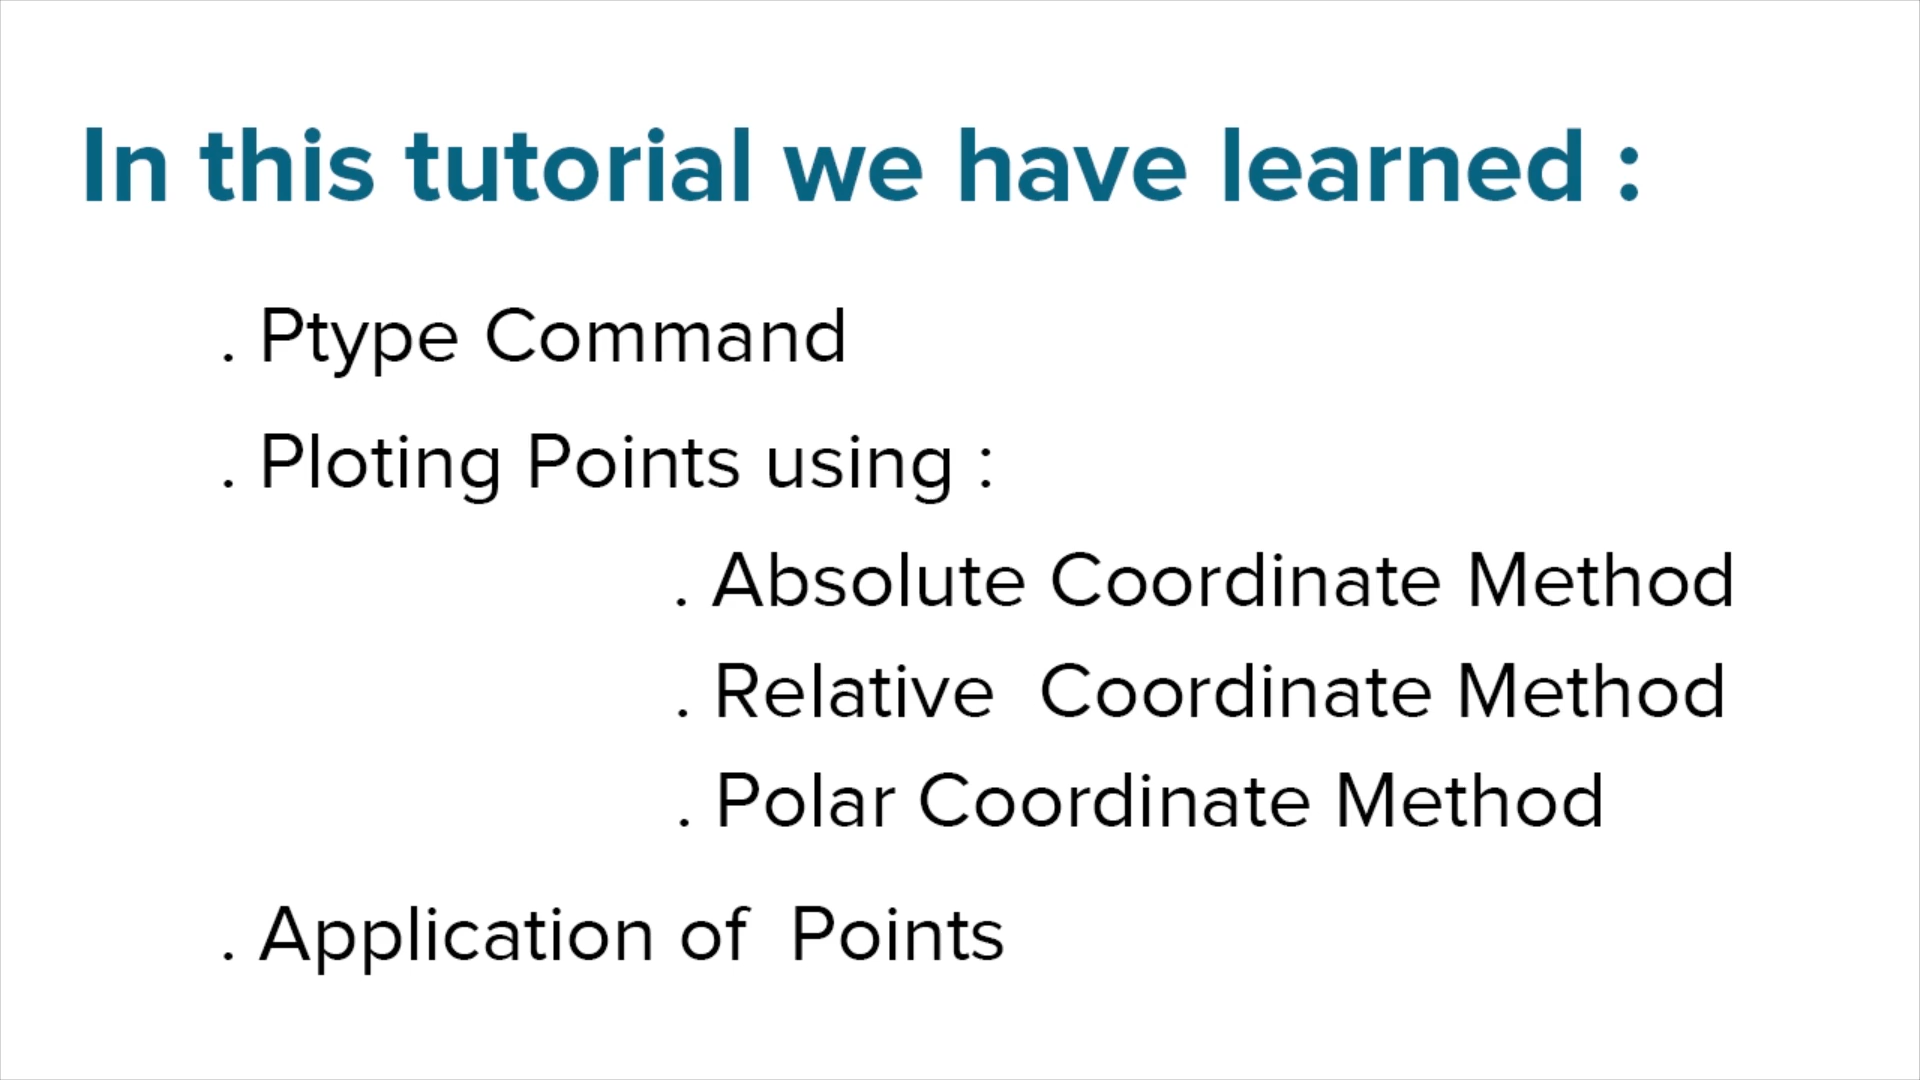 In this tutorial we have learned :
. Ptype Command
. Ploting Points using :
. Absolute Coordinate Method
. Relative  Coordinate Method
. Polar Coordinate Method
. Application of  Points